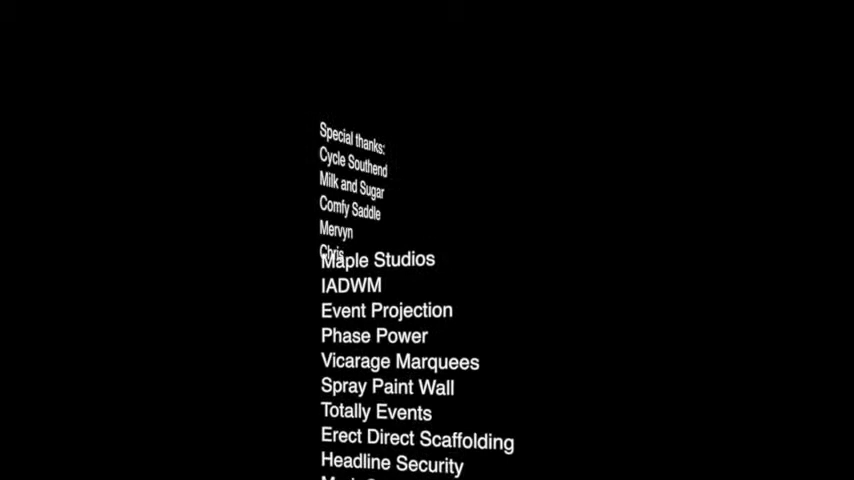 Special thanks:
Cycle Southend
Milk and Sugar
Comfy Saddle
Mervyn
Chris
Maple Studios
IADWM
Event Projection
Phase Power
Vicarage Marquees
Spray Paint Wall
Totally Events
Erect Direct Scaffolding
Headline Security